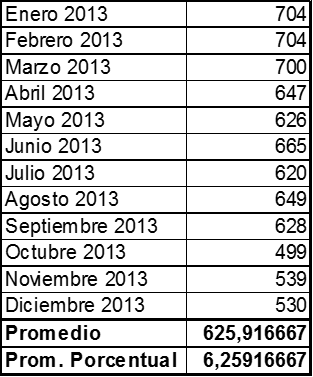 Enero 2013 704
Febrero 2013 704
Marzo 2013 700
Abril 2013 647
Mayo 2013 626
Junio 2013 665
Julio 2013 620
Agosto 2013 649
Septiembre 2013 628
Octubre 2013 499
Noviembre 2013 539
Diciembre 2013 530
Promedio 625,916667
Prom. Porcentual 6,25916667